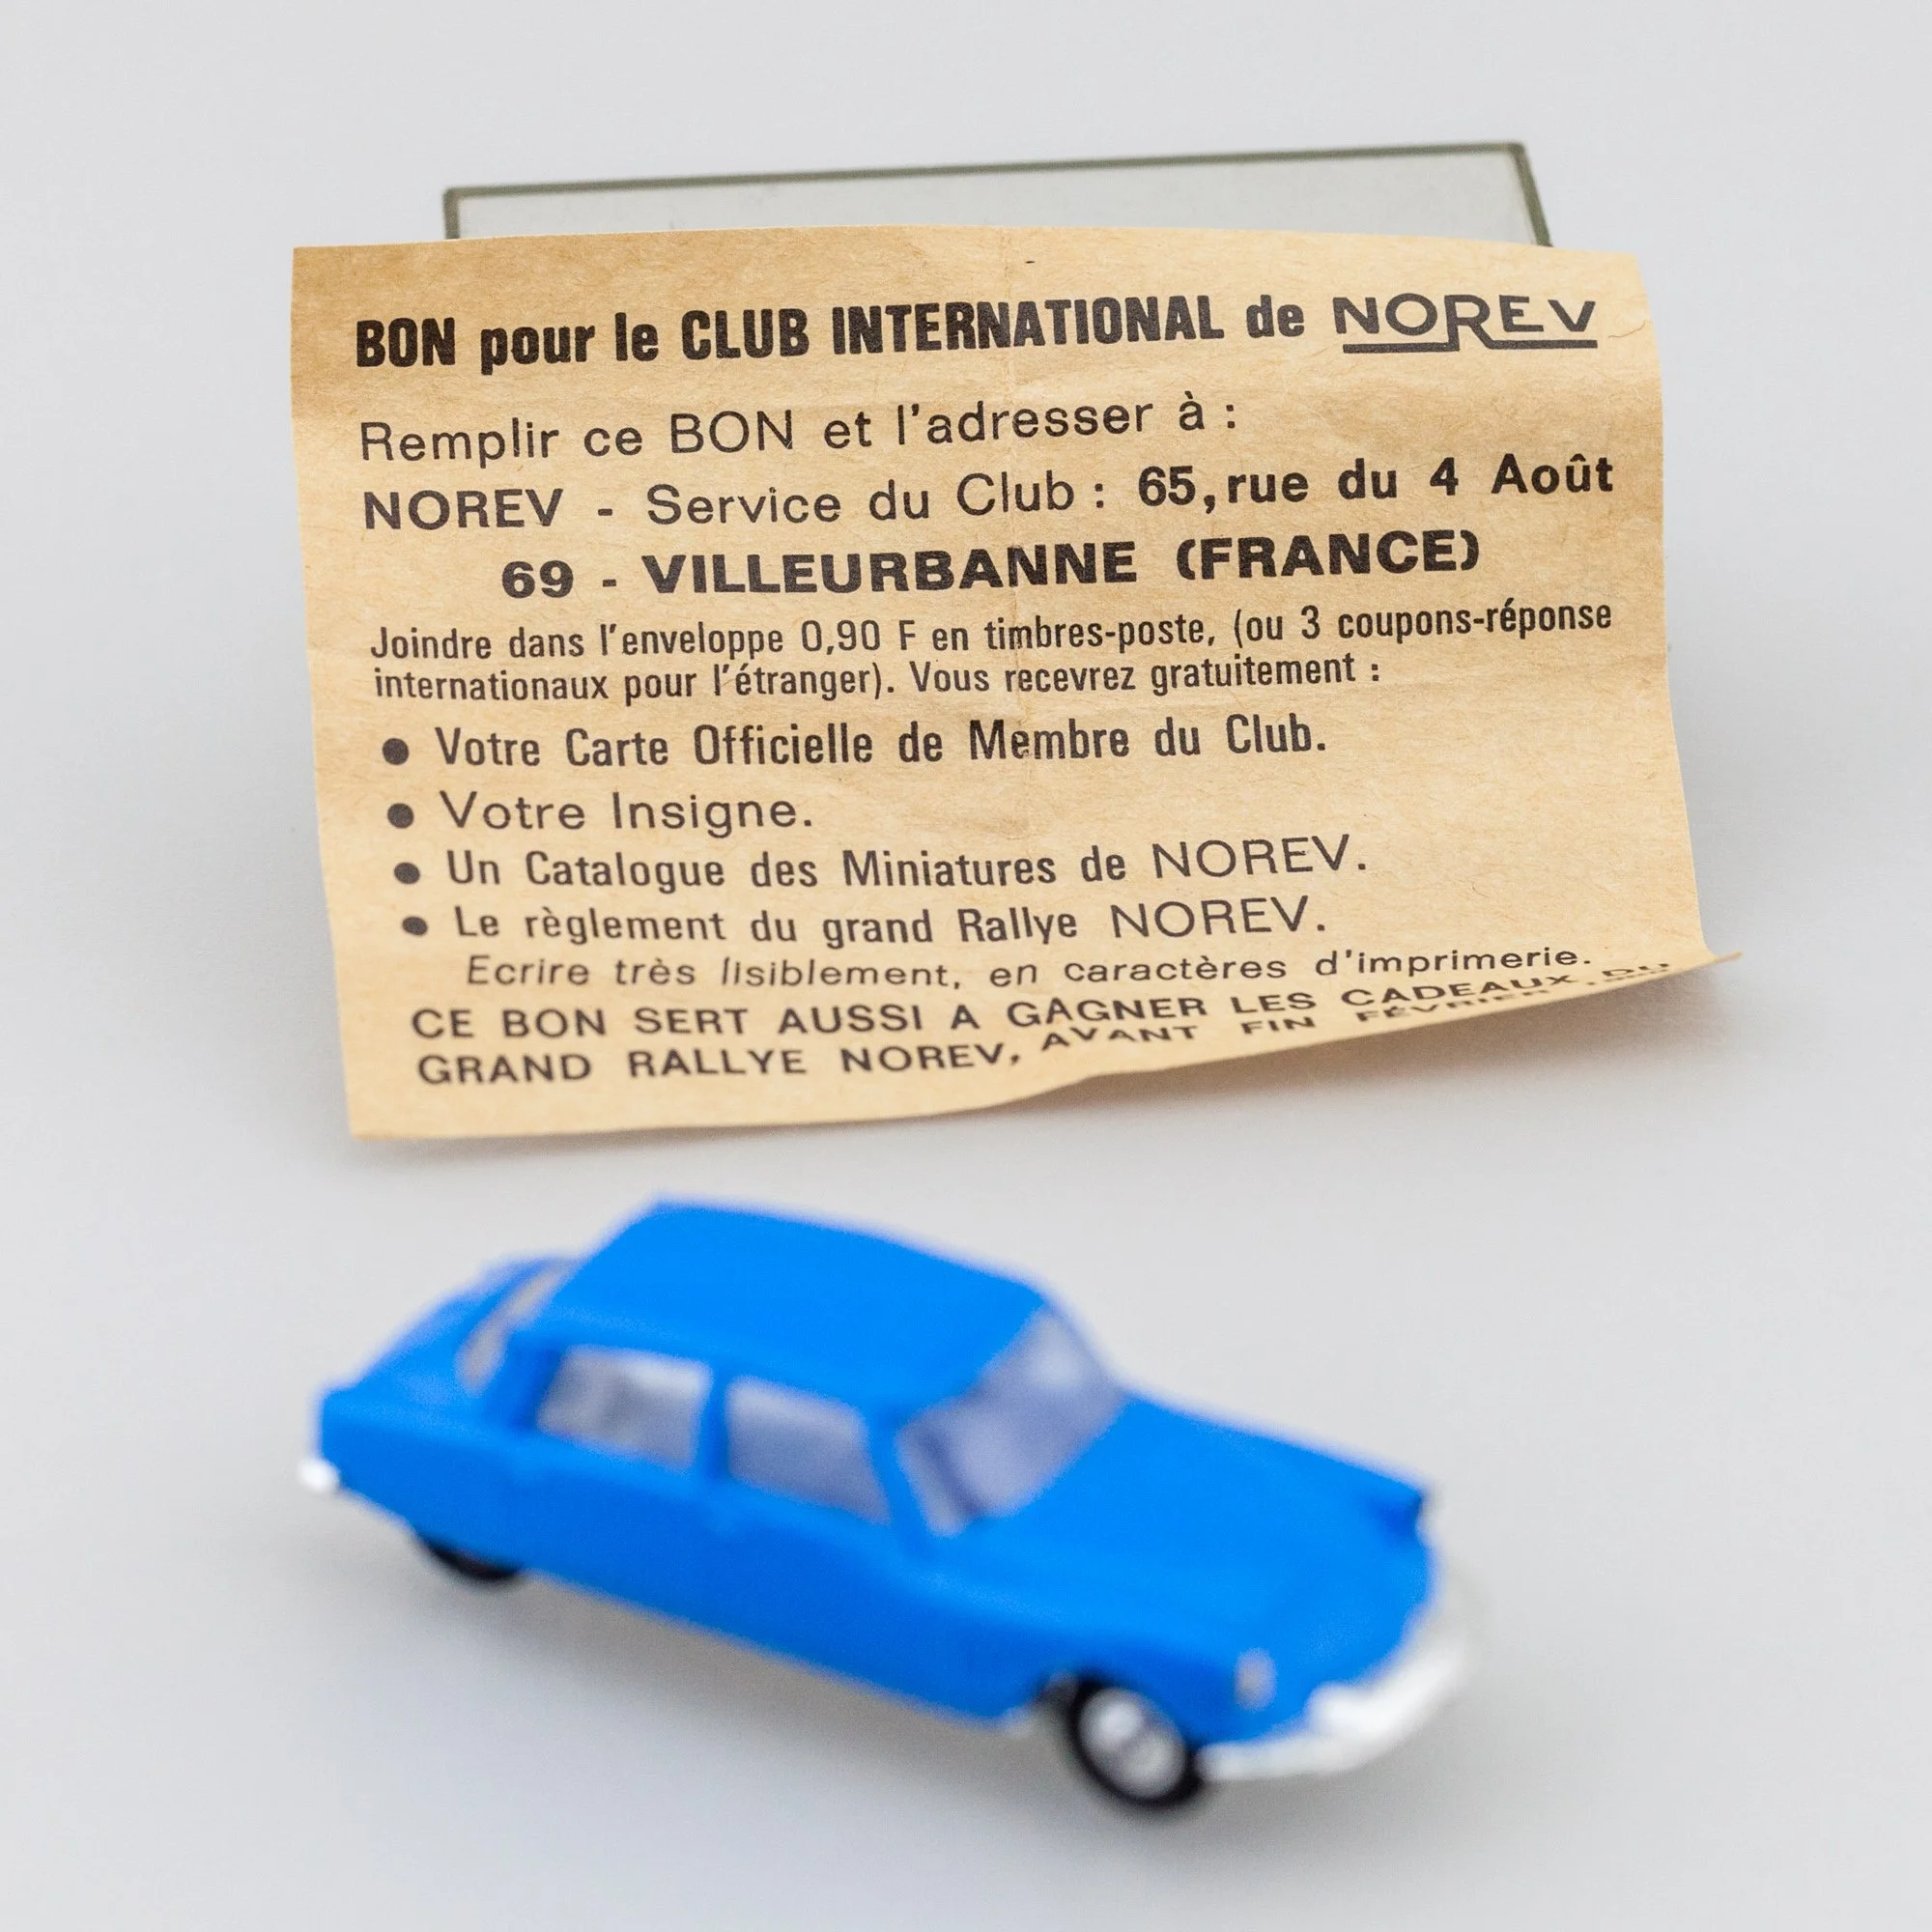 BON pour le CLUB INTERNATIONAL de NOREV
Remplir ce BON et l'adresser à :
NOREV - Service du Club : 65, rue du 4 Août
69 - VILLEURBANNE (FRANCE)
Joindre dans l'enveloppe 0,90 F en timbres-poste, (ou 3 coupons-réponse
internationaux pour l'étranger). Vous recevrez gratuitement :
● Votre Carte Officielle de Membre du Club.
● Votre Insigne.
● Un Catalogue des Miniatures de NOREV.
● Le règlement du grand Rallye NOREV.
Ecrire très lisiblement, en caractères d'imprimerie.
CE BON SERT AUSSI A GAGNER LES CADEAUX DU
GRAND RALLYE NOREV, AVANT FIN FÉVRIER